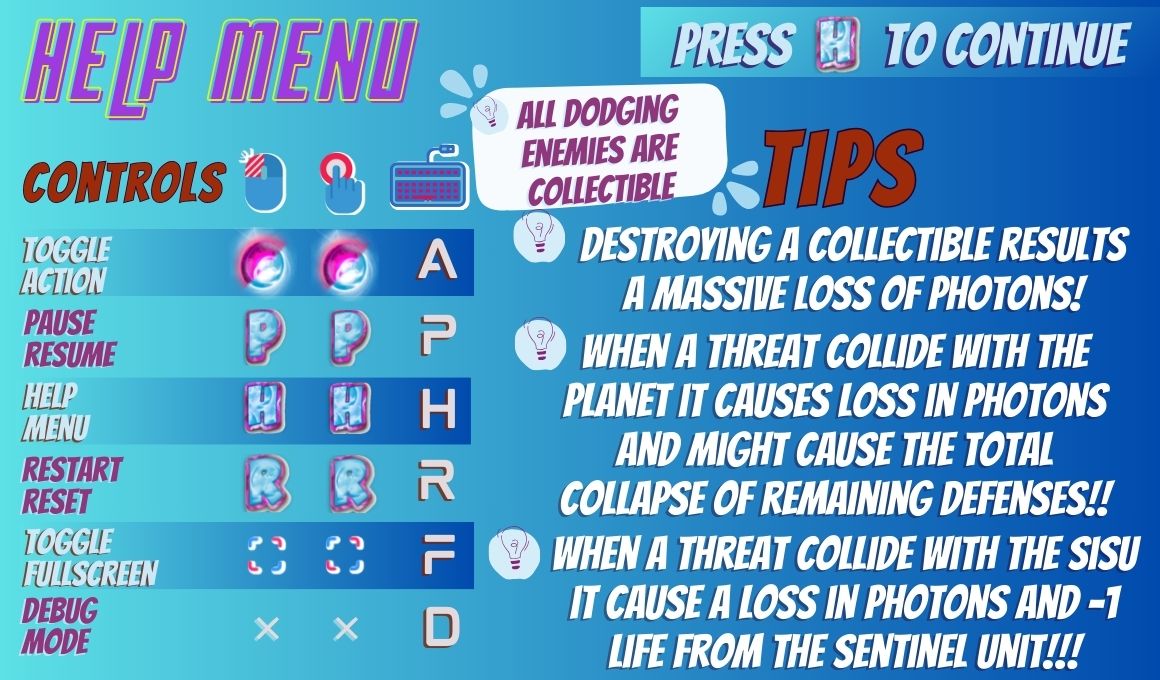 HELP MENU
PRESS H TO CONTINUE
ALL DODGING
ENEMIES ARE
COLLECTIBLE
CONTROLS
TOGGLE
ACTION
A
PAUSE
RESUME
P P P
HELP
MENU
H H H
RESTART
RESET
R R R
TOGGLE
FULLSCREEN
F
DEBUG
MODE
× × D
TIPS
DESTROYING A COLLECTIBLE RESULTS
A MASSIVE LOSS OF PHOTONS!
WHEN A THREAT COLLIDE WITH THE
PLANET IT CAUSES LOSS IN PHOTONS
AND MIGHT CAUSE THE TOTAL
COLLAPSE OF REMAINING DEFENSES!!
WHEN A THREAT COLLIDE WITH THE SISU
IT CAUSE A LOSS IN PHOTONS AND -1
LIFE FROM THE SENTINEL UNIT!!!